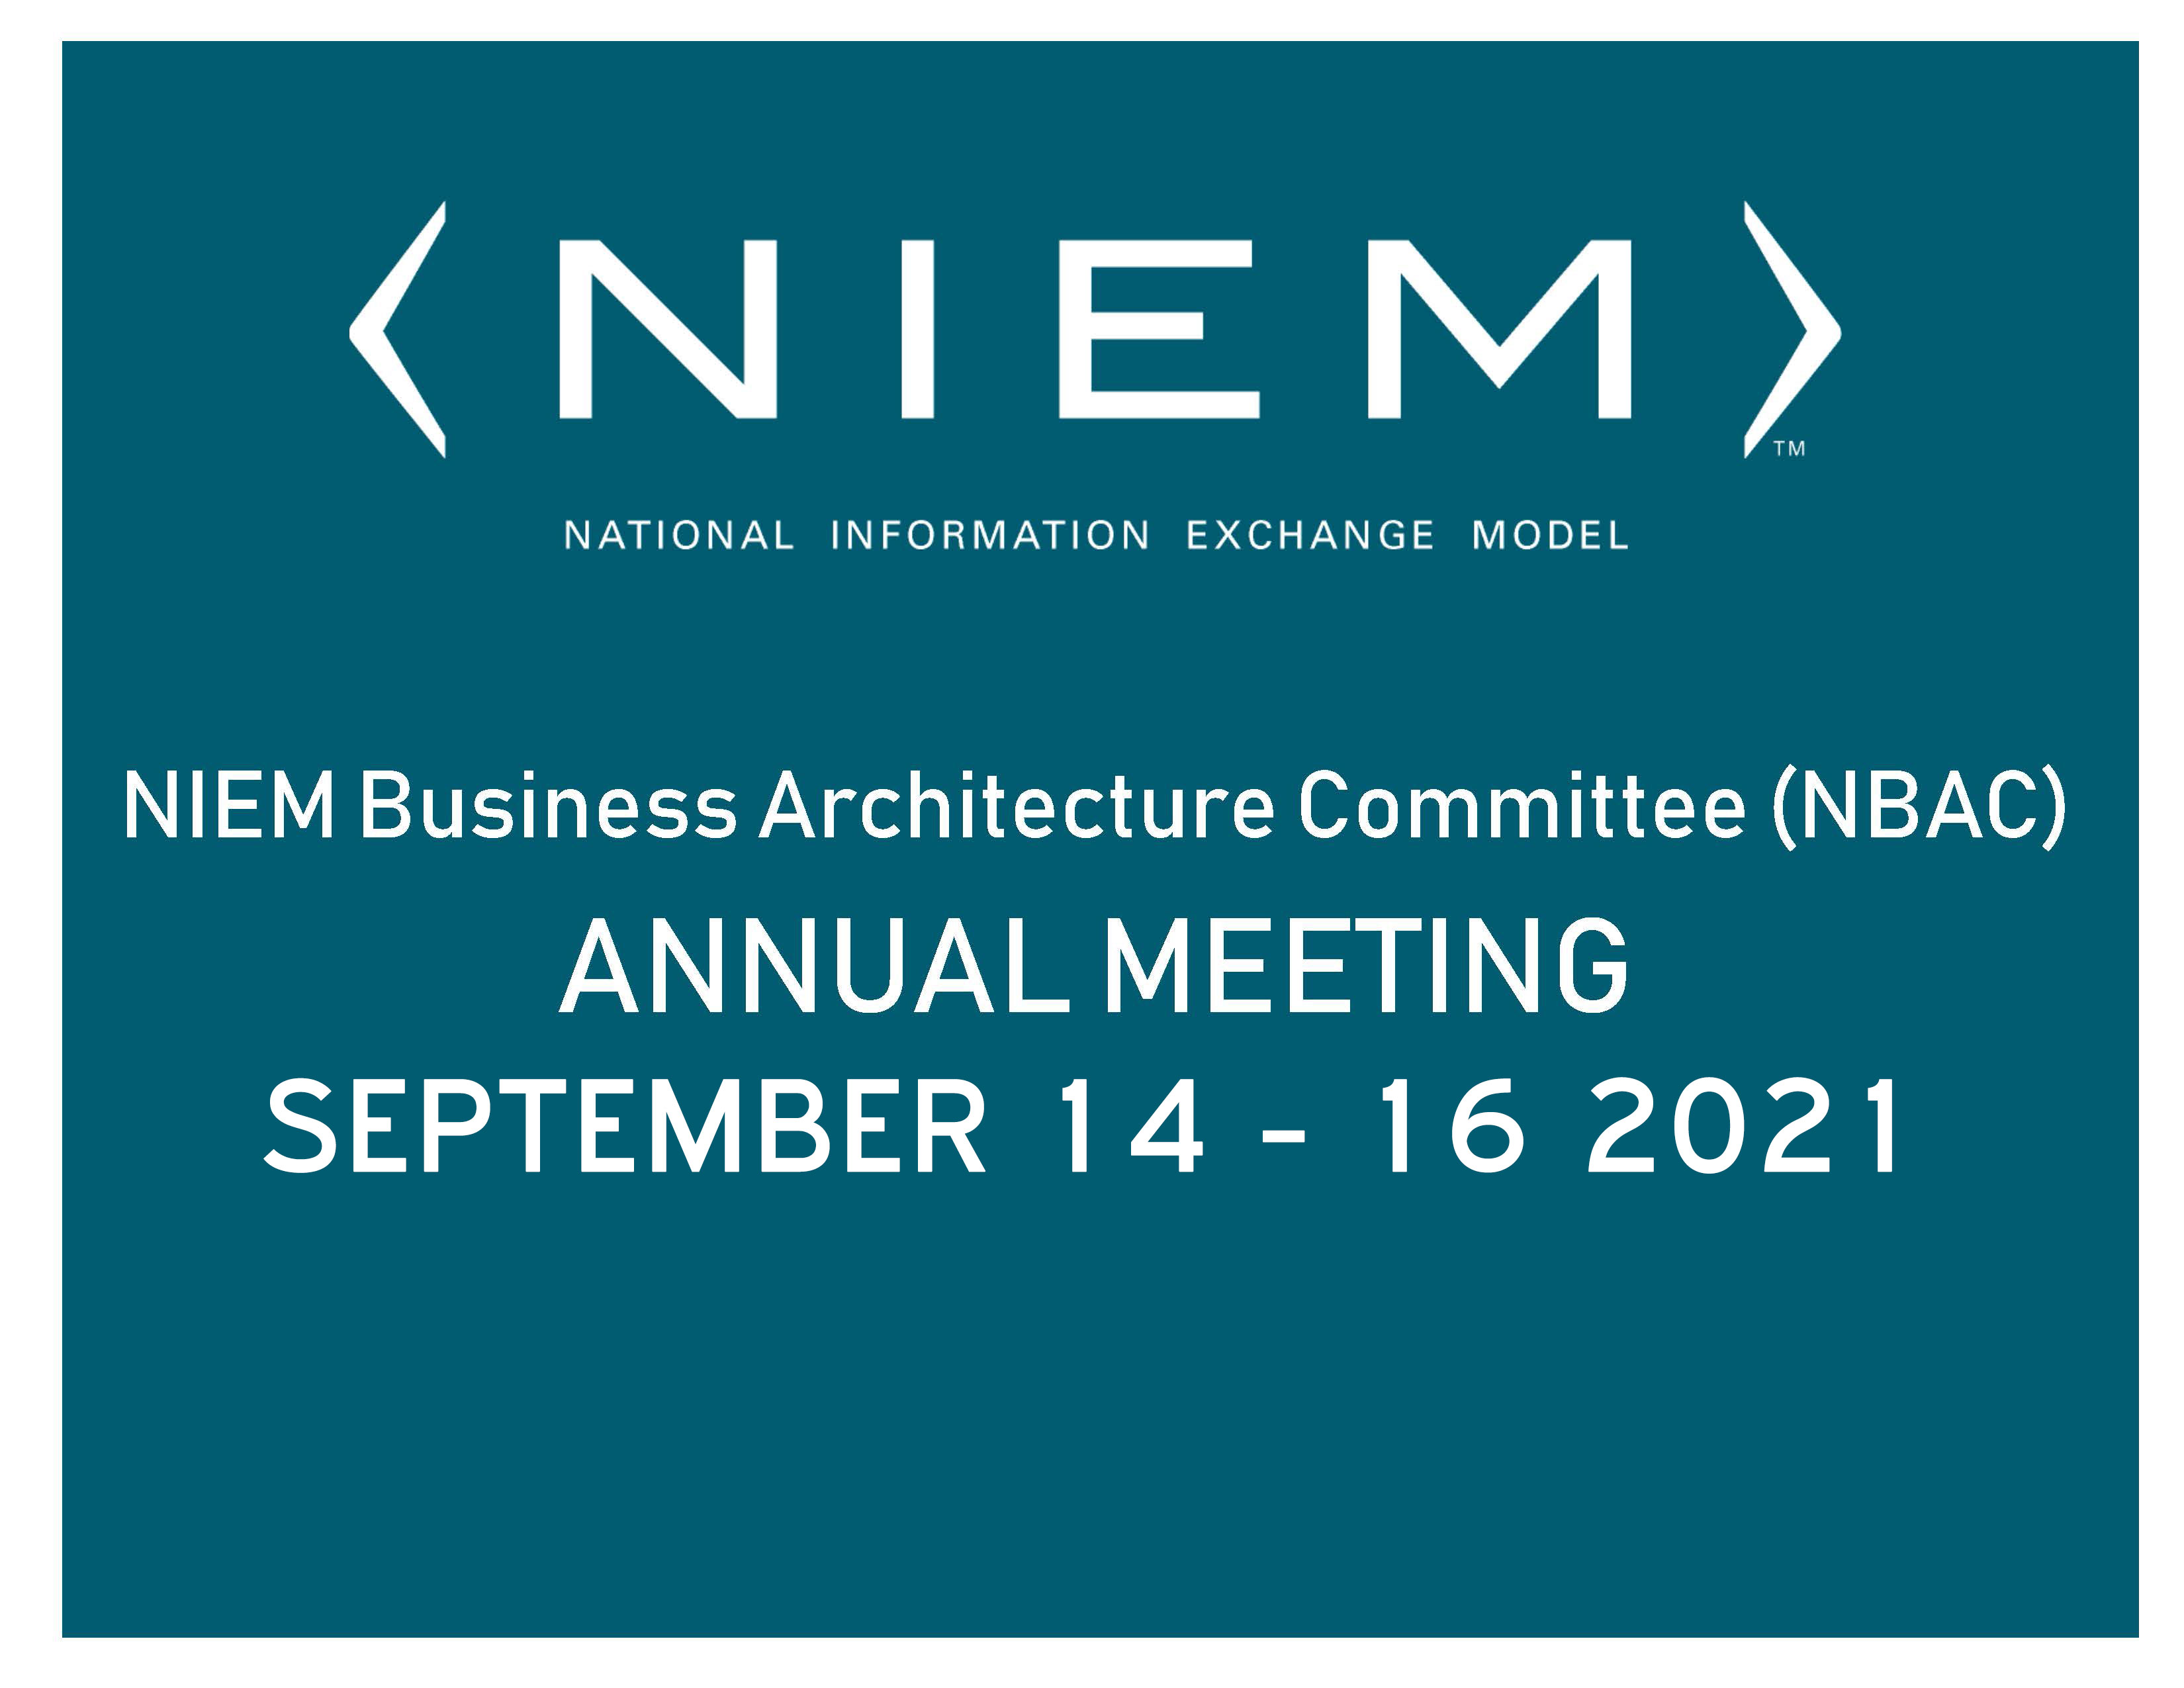 NIEM
TM
NATIONAL INFORMATION EXCHANGE MODEL
NIEM Business Architecture Committee (NBAC)
ANNUAL MEETING
SEPTEMBER 14 - 16 2021